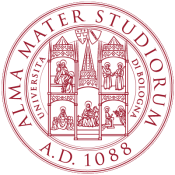 ALMA MATER STUDIORUM
A.D. 1088
UNIVERSITÀ
DI BOLOGNA